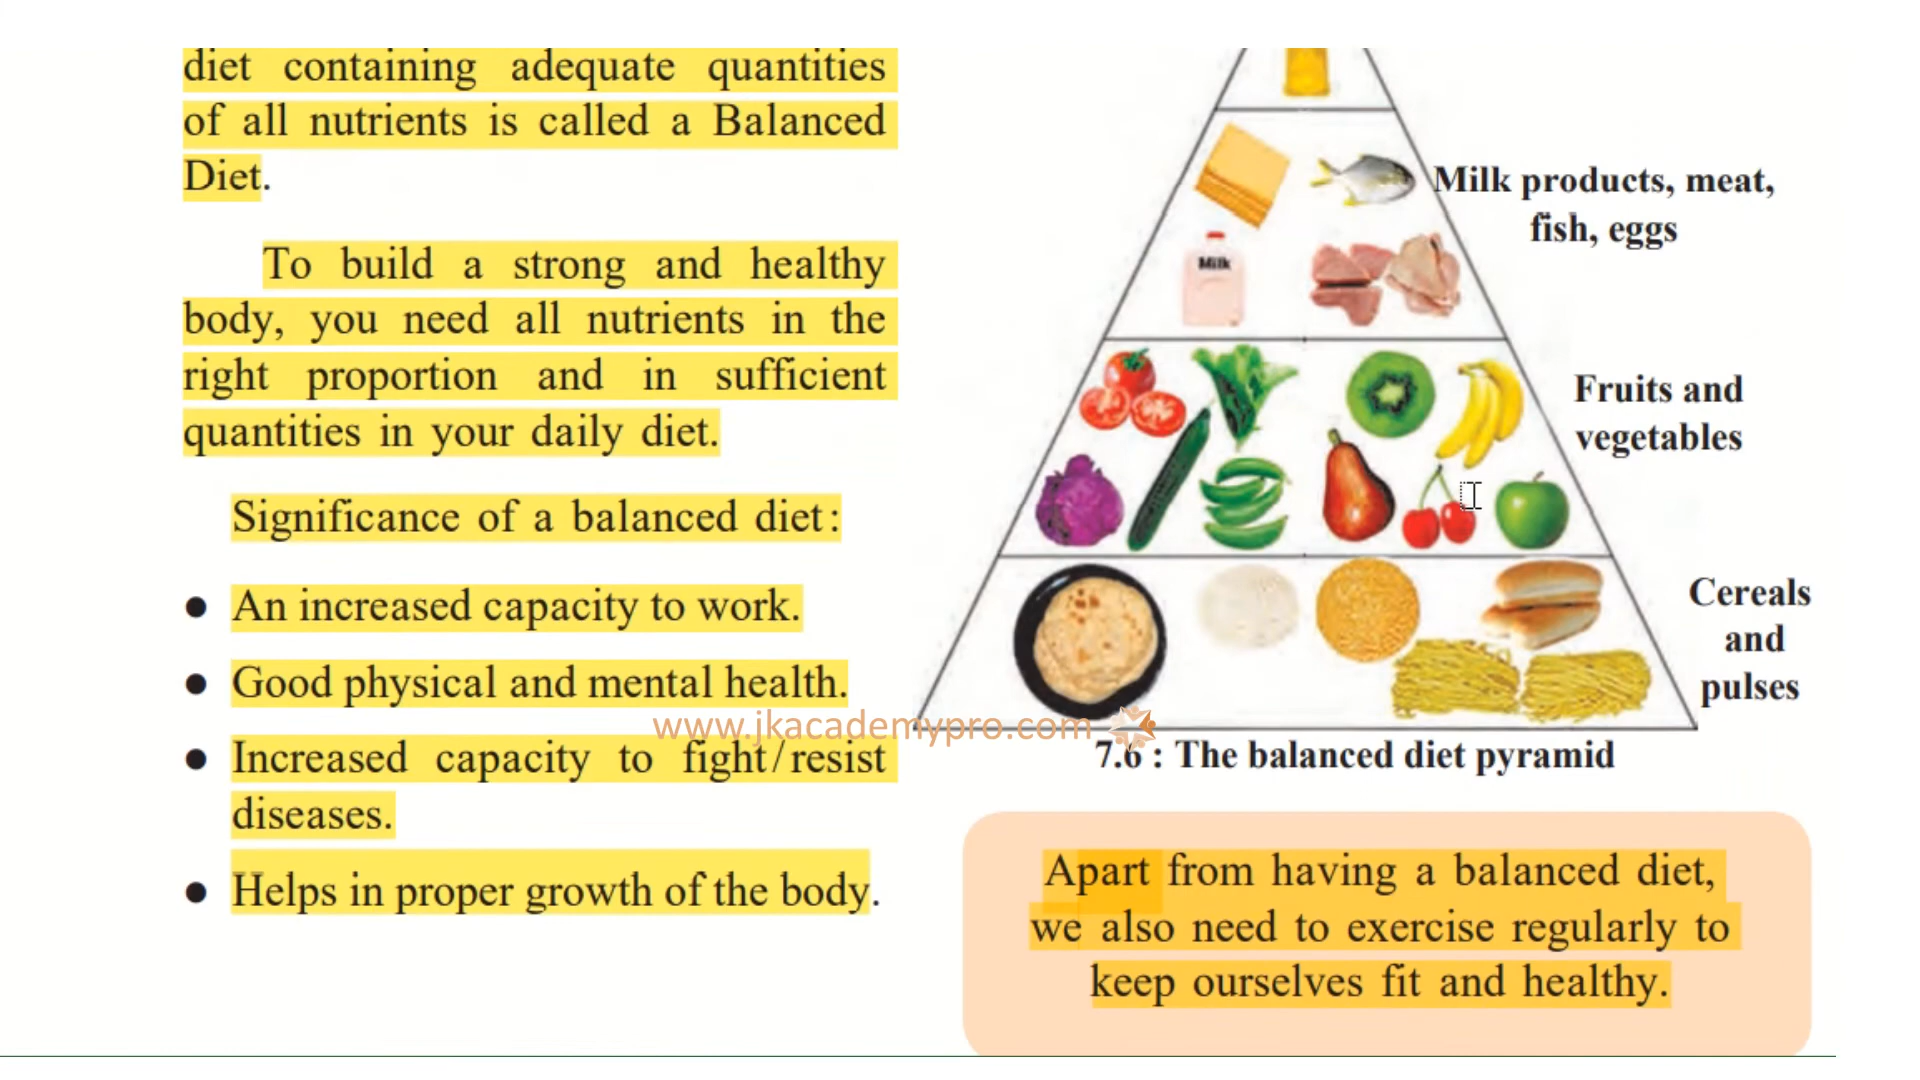 diet containing adequate quantities
of all nutrients is called a Balanced
Diet.
To build a strong and healthy
body, you need all nutrients in the
right proportion and in sufficient
quantities in your daily diet.
Significance of a balanced diet:
● An increased capacity to work.
● Good physical and mental health.
● Increased capacity to fight/resist
diseases.
● Helps in proper growth of the body.
Milk products, meat,
fish, eggs
Milk
Fruits and
vegetables
Cereals
and
pulses
www.jkacademypro.com
7.6 : The balanced diet pyramid
Apart from having a balanced diet,
we also need to exercise regularly to
keep ourselves fit and healthy.